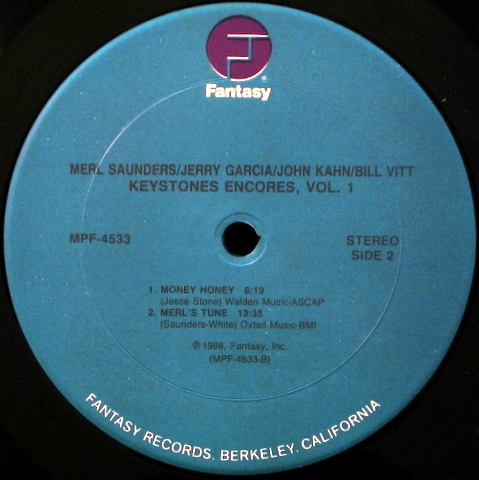 Fantasy
MERL SAUNDERS/JERRY GARCIA/JOHN KAHN/BILL VITT
KEYSTONES ENCORES, VOL. 1
MPF-4533
STEREO
SIDE 2
1. MONEY HONEY 8:19
(Jesse Stone) Walden Music-ASCAP
2. MERL'S TUNE 13:35
(Saunders-White) Oxtail Music-BMI
℗1988, Fantasy, Inc.
(MPF-4533-B)
FANTASY RECORDS, BERKELEY, CALIFORNIA